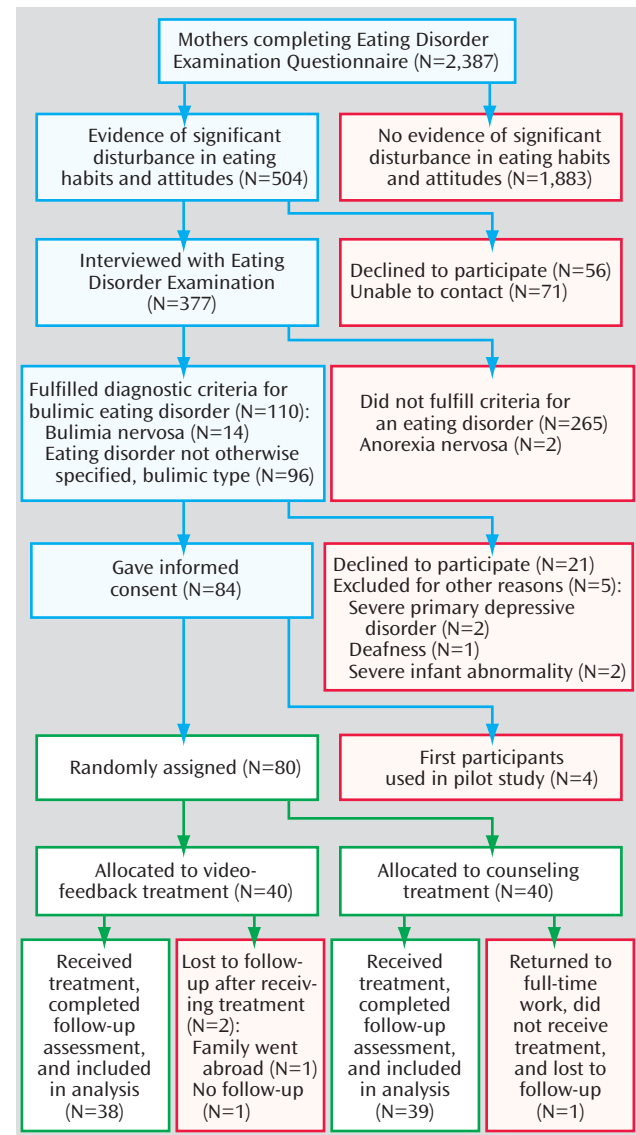 Mothers completing Eating Disorder
Examination Questionnaire (N=2,387)
Evidence of significant
disturbance in eating
habits and attitudes (N=504)
No evidence of significant
disturbance in eating habits
and attitudes (N=1,883)
Interviewed with Eating
Disorder Examination
(N=377)
Declined to participate (N=56)
Unable to contact (N=71)
Fulfilled diagnostic criteria for
bulimic eating disorder (N=110):
Bulimia nervosa (N=14)
Eating disorder not otherwise
specified, bulimic type (N=96)
Did not fulfill criteria for
an eating disorder (N=265)
Anorexia nervosa (N=2)
Gave informed
consent (N=84)
Declined to participate (N=21)
Excluded for other reasons (N=5):
Severe primary depressive
disorder (N=2)
Deafness (N=1)
Severe infant abnormality (N=2)
Randomly assigned (N=80)
First participants
used in pilot study (N=4)
Allocated to video-
feedback treatment (N=40)
Allocated to counseling
treatment (N=40)
Received
treatment,
completed
follow-up
assessment,
and included
in analysis
(N=38)
Lost to follow-
up after receiv-
ing treatment
(N=2):
Family went
abroad (N=1)
No follow-up
(N=1)
Received
treatment,
completed
follow-up
assessment,
and included
in analysis
(N=39)
Returned to
full-time
work, did
not receive
treatment,
and lost to
follow-up
(N=1)